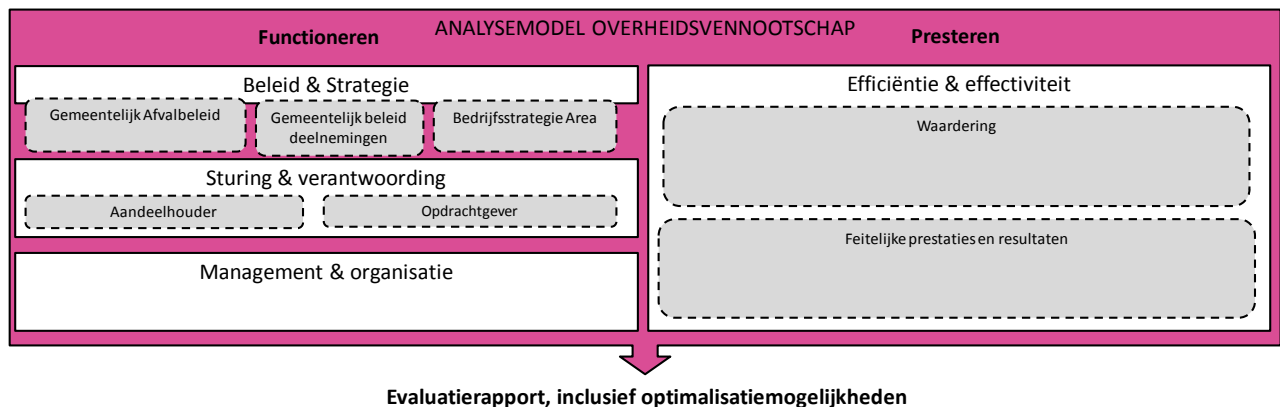 ANALYSEMODEL OVERHEIDSVENNOOTSCHAP
Functioneren
Beleid & Strategie
Gemeentelijk Afvalbeleid
Gemeentelijk beleid
deelnemingen
Bedrijfsstrategie Area
Sturing & verantwoording
Aandeelhouder
Opdrachtgever
Management & organisatie
Presteren
Efficiëntie & effectiviteit
Waardering
Feitelijke prestaties en resultaten
Evaluatierapport, inclusief optimalisatiemogelijkheden